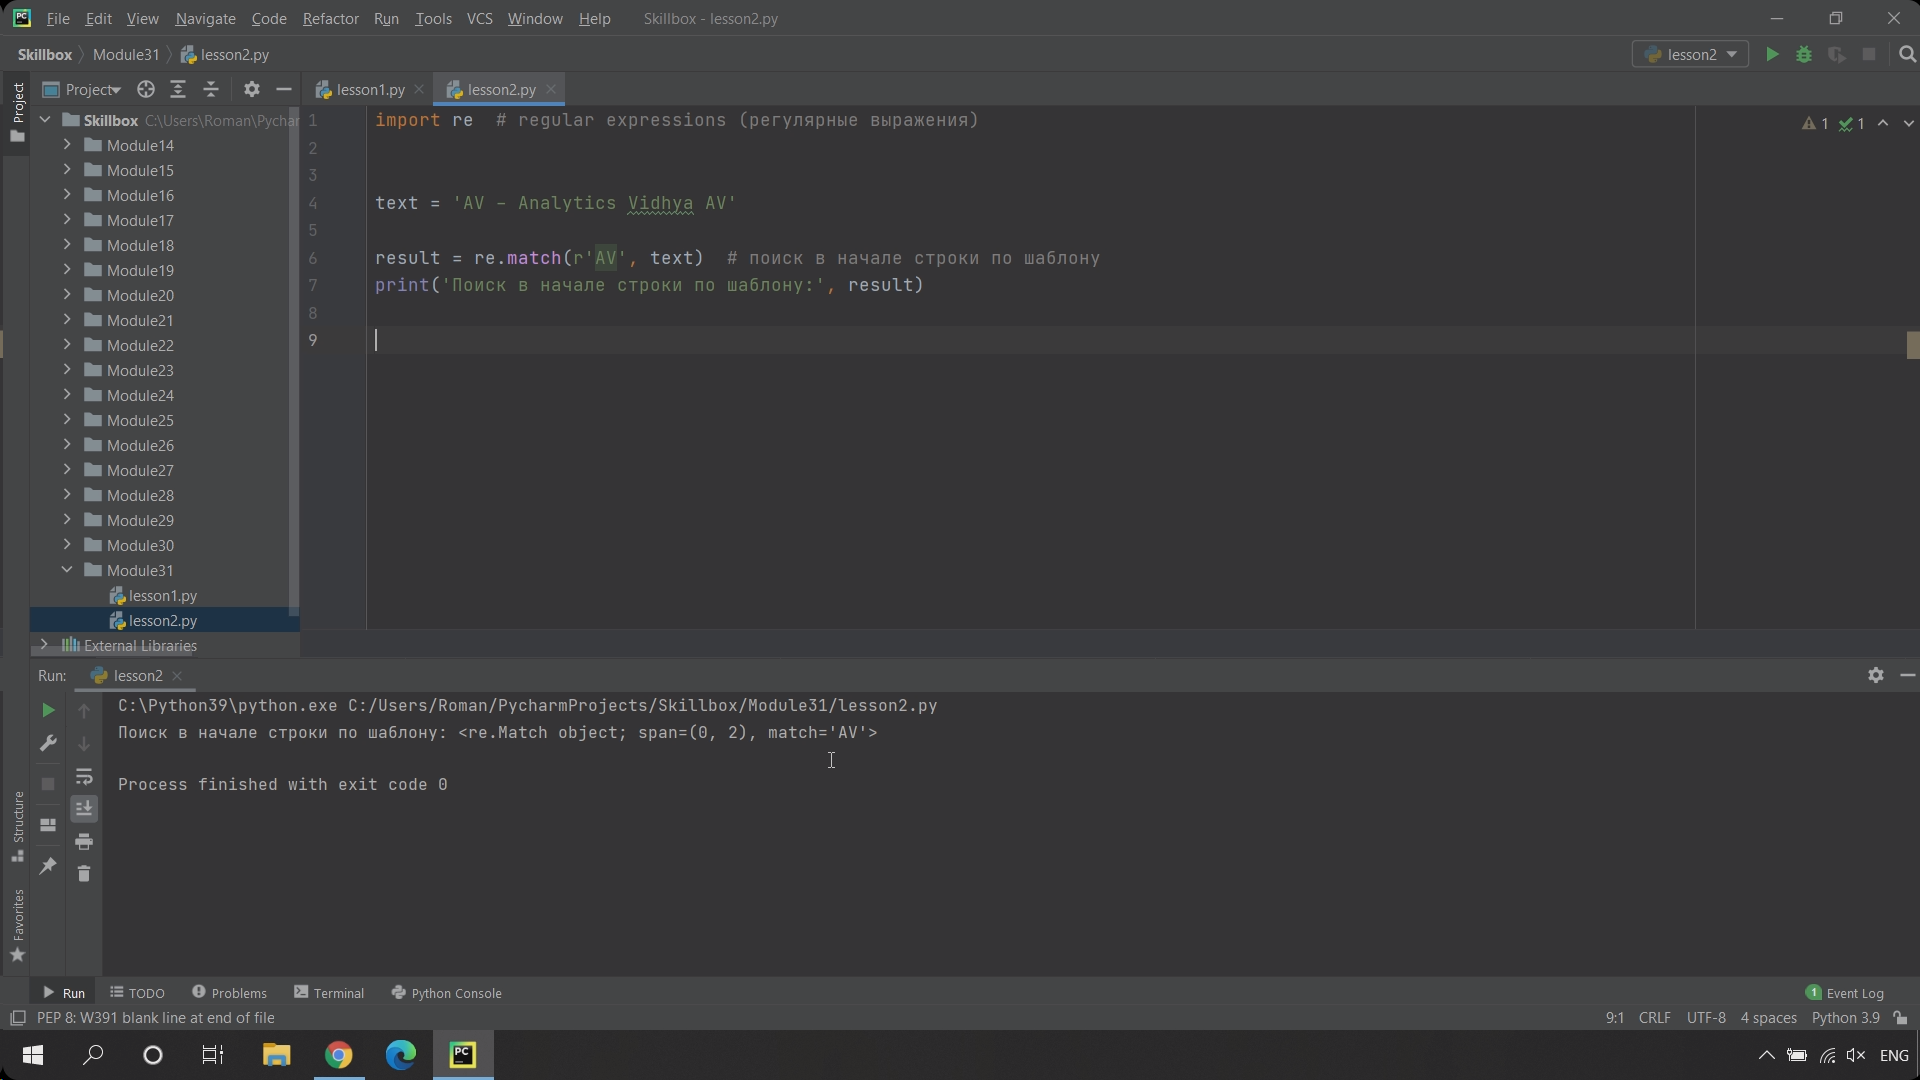 File Edit View Navigate Code Refactor Run Tools VCS Window Help Skillbox - lesson2.py
Skillbox Module31 lesson2.py
lesson2
Project
Project
lesson1.py
lesson2.py
Skillbox C:\Users\Roman\Pychar
Module14
Module15
Module16
Module17
Module18
Module19
Module20
Module21
Module22
Module23
Module24
Module25
Module26
Module27
Module28
Module29
Module30
Module31
lesson1.py
lesson2.py
External Libraries
1 import re # regular expressions (регулярные выражения)
2
3
4 text = 'AV - Analytics Vidhya AV'
5
6 result = re.match(r'AV', text) # поиск в начале строки по шаблону
7 print('Поиск в начале строки по шаблону:', result)
8
9
1 1
Run: lesson2
C:\Python39\python.exe C:/Users/Roman/PycharmProjects/Skillbox/Module31/lesson2.py
Поиск в начале строки по шаблону: <re.Match object; span=(0, 2), match='AV'>
Process finished with exit code 0
Structure
Favorites
Run TODO Problems Terminal Python Console
1 Event Log
PEP 8: W391 blank line at end of file
9:1 CRLF UTF-8 4 spaces Python 3.9
PC
ENG